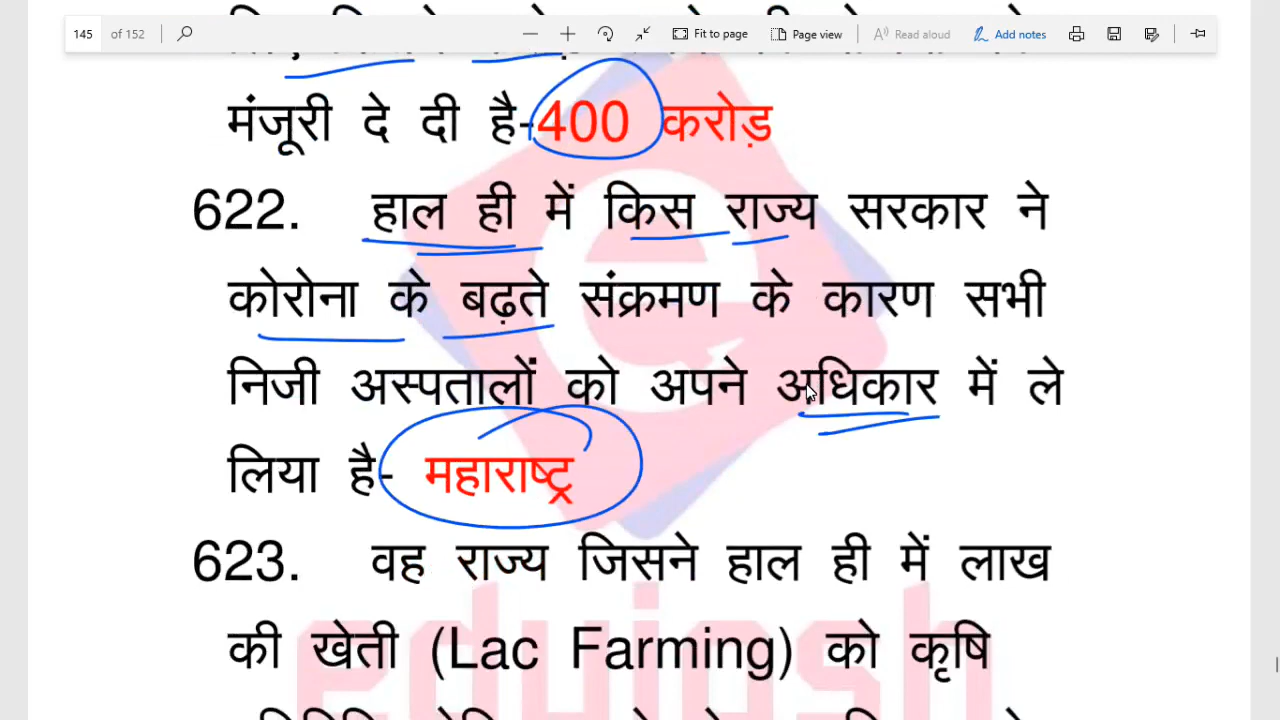 145 of 152 Fit to page Page view Read aloud Add notes
मंजूरी दे दी है-400 करोड़
622. हाल ही में किस राज्य सरकार ने
कोरोना के बढ़ते संक्रमण के कारण सभी
निजी अस्पतालों को अपने अधिकार में ले
लिया है- महाराष्ट्र
623. वह राज्य जिसने हाल ही में लाख
की खेती (Lac Farming) को कृषि